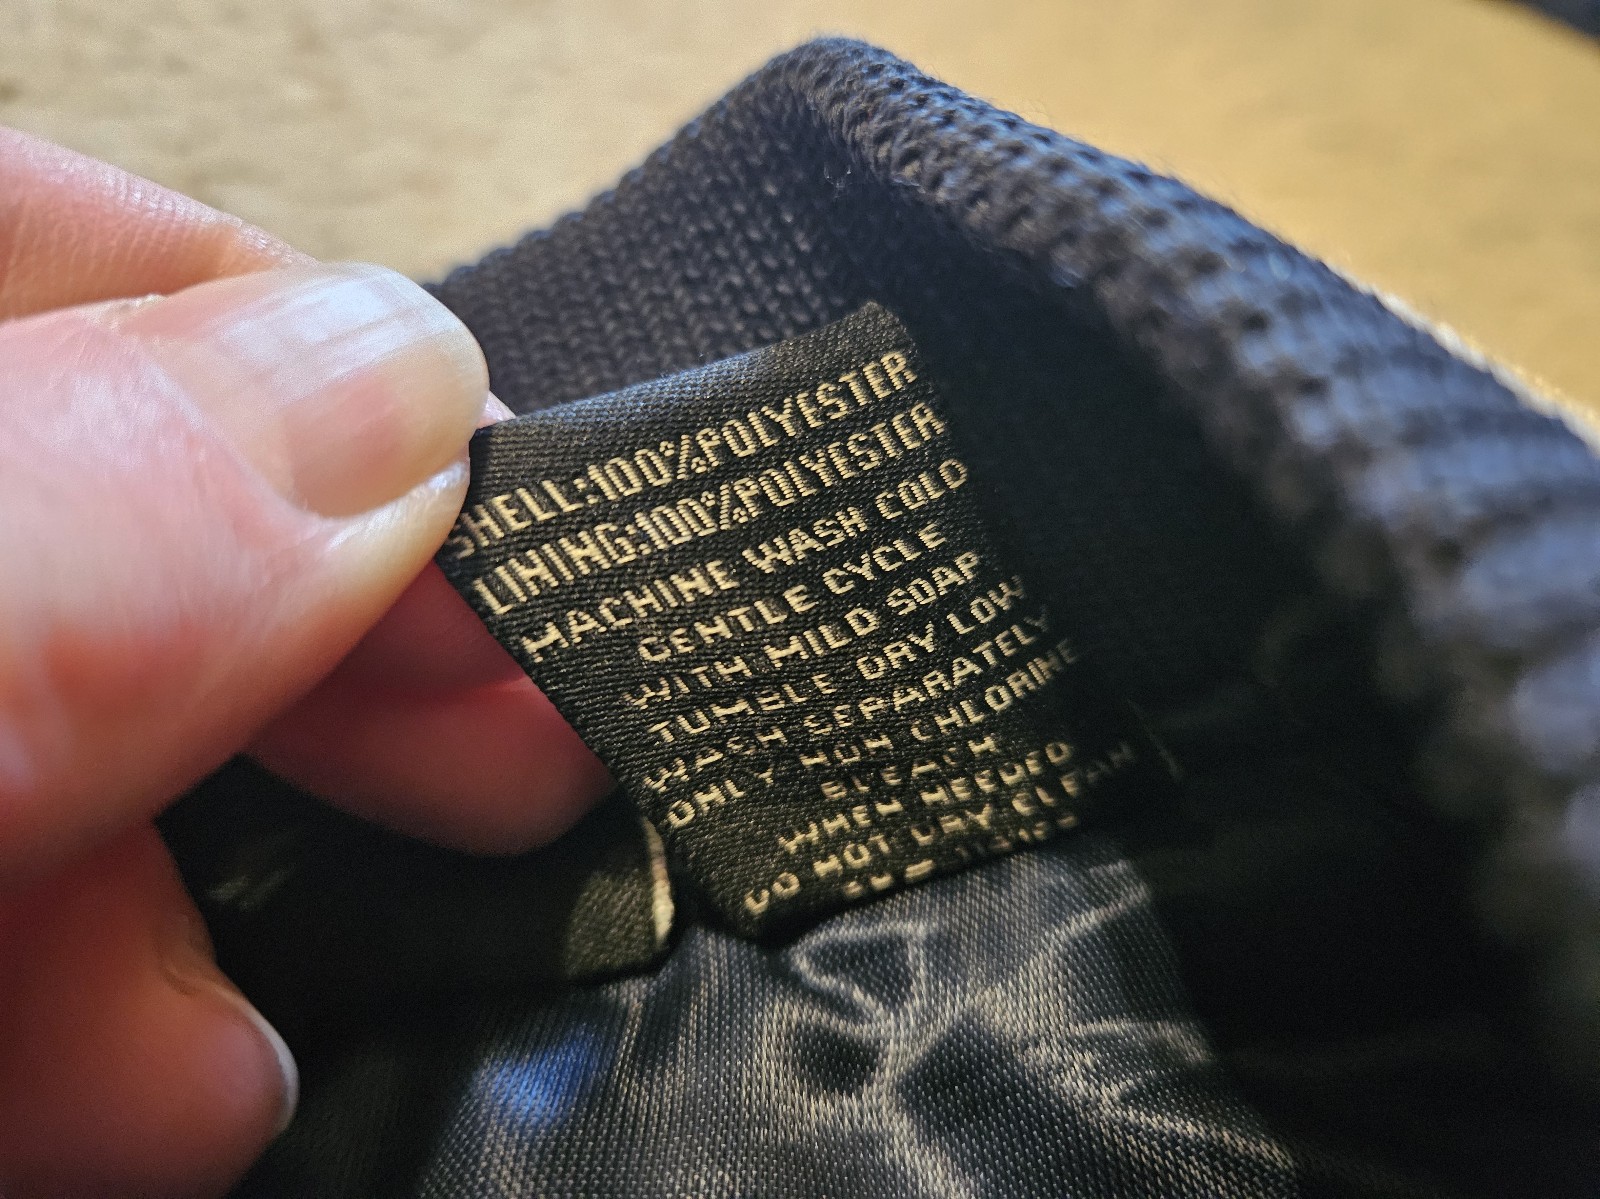 SHELL:100%POLYESTER
LINING:100%POLYESTER
MACHINE WASH COLD
GENTLE CYCLE
WITH MILD SOAP
TUMBLE DRY LOW
WASH SEPARATELY
ONLY NON CHLORINE
BLEACH
WHEN NEEDED
DO NOT DRY CLEAN